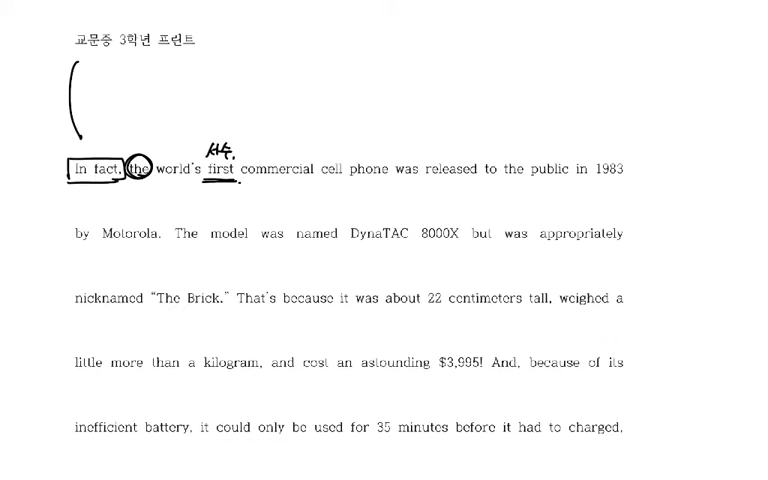 교문중 3학년 프린트
서수.
In fact, the world's first commercial cell phone was released to the public in 1983
by Motorola. The model was named DynaTAC 8000X but was appropriately
nicknamed "The Brick." That's because it was about 22 centimeters tall, weighed a
little more than a kilogram, and cost an astounding $3,995! And, because of its
inefficient battery, it could only be used for 35 minutes before it had to charged,